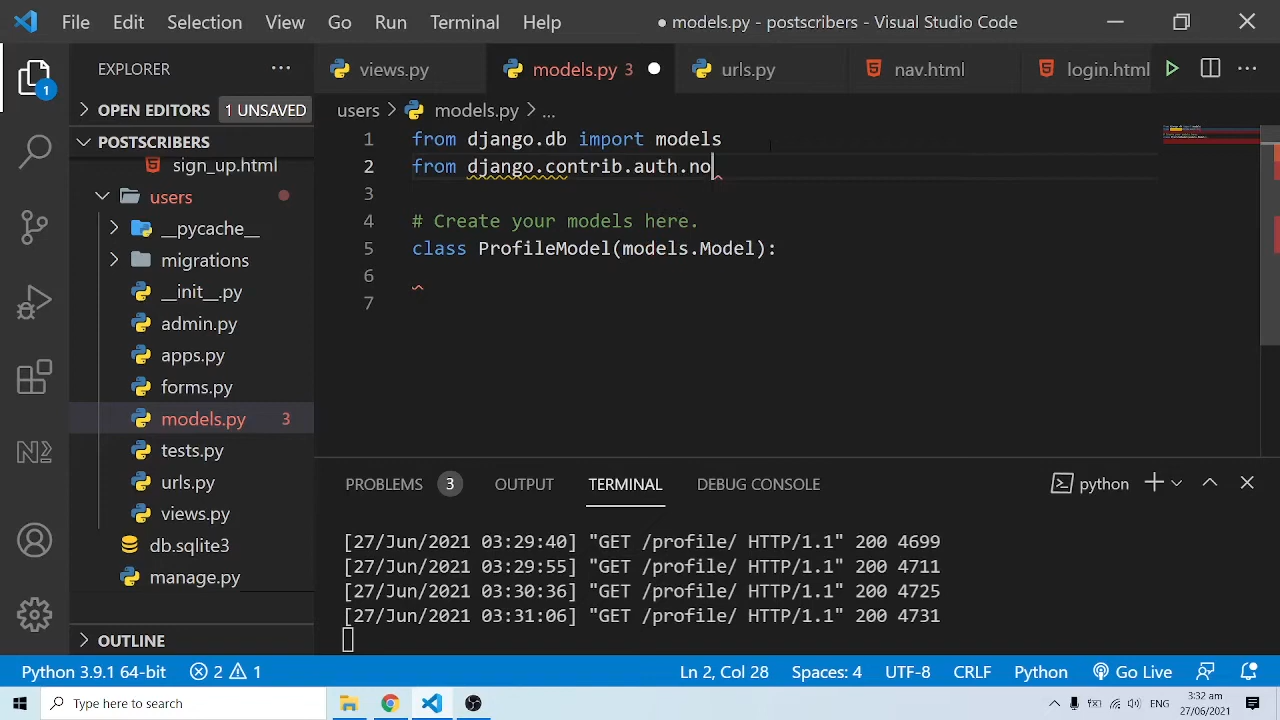 File Edit Selection View Go Run Terminal Help ● models.py - postscribers - Visual Studio Code
EXPLORER
views.py models.py 3 urls.py nav.html login.html
OPEN EDITORS 1 UNSAVED
users > models.py > ...
POSTSCRIBERS
sign_up.html
users
__pycache__
migrations
__init__.py
admin.py
apps.py
forms.py
models.py 3
tests.py
urls.py
views.py
db.sqlite3
manage.py
OUTLINE
1 from django.db import models
2 from django.contrib.auth.no
3
4 # Create your models here.
5 class ProfileModel(models.Model):
6
7
1
PROBLEMS 3 OUTPUT TERMINAL DEBUG CONSOLE python
[27/Jun/2021 03:29:40] "GET /profile/ HTTP/1.1" 200 4699
[27/Jun/2021 03:29:55] "GET /profile/ HTTP/1.1" 200 4711
[27/Jun/2021 03:30:36] "GET /profile/ HTTP/1.1" 200 4725
[27/Jun/2021 03:31:06] "GET /profile/ HTTP/1.1" 200 4731
Python 3.9.1 64-bit 2 1 Ln 2, Col 28 Spaces: 4 UTF-8 CRLF Python Go Live
Type here to search
ENG
3:32 am
27/06/2021